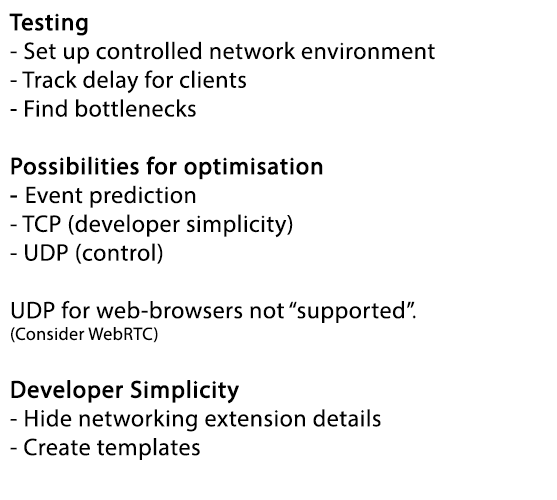 Testing
- Set up controlled network environment
- Track delay for clients
- Find bottlenecks
Possibilities for optimisation
- Event prediction
- TCP (developer simplicity)
- UDP (control)
UDP for web-browsers not “supported”.
(Consider WebRTC)
Developer Simplicity
- Hide networking extension details
- Create templates